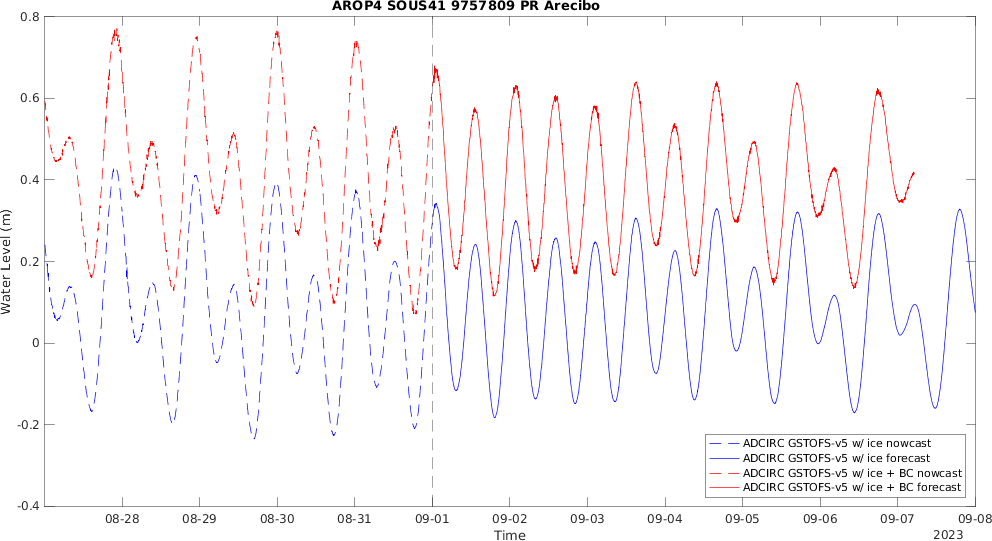 AROP4 SOUS41 9757809 PR Arecibo
0.8
0.6
0.4
0.2
0
-0.2
-0.4
Water Level (m)
ADCIRC GSTOFS-v5 w/ ice nowcast
ADCIRC GSTOFS-v5 w/ ice forecast
ADCIRC GSTOFS-v5 w/ ice + BC nowcast
ADCIRC GSTOFS-v5 w/ ice + BC forecast
08-28 08-29 08-30 08-31 09-01 09-02 09-03 09-04 09-05 09-06 09-07 09-08
Time
2023